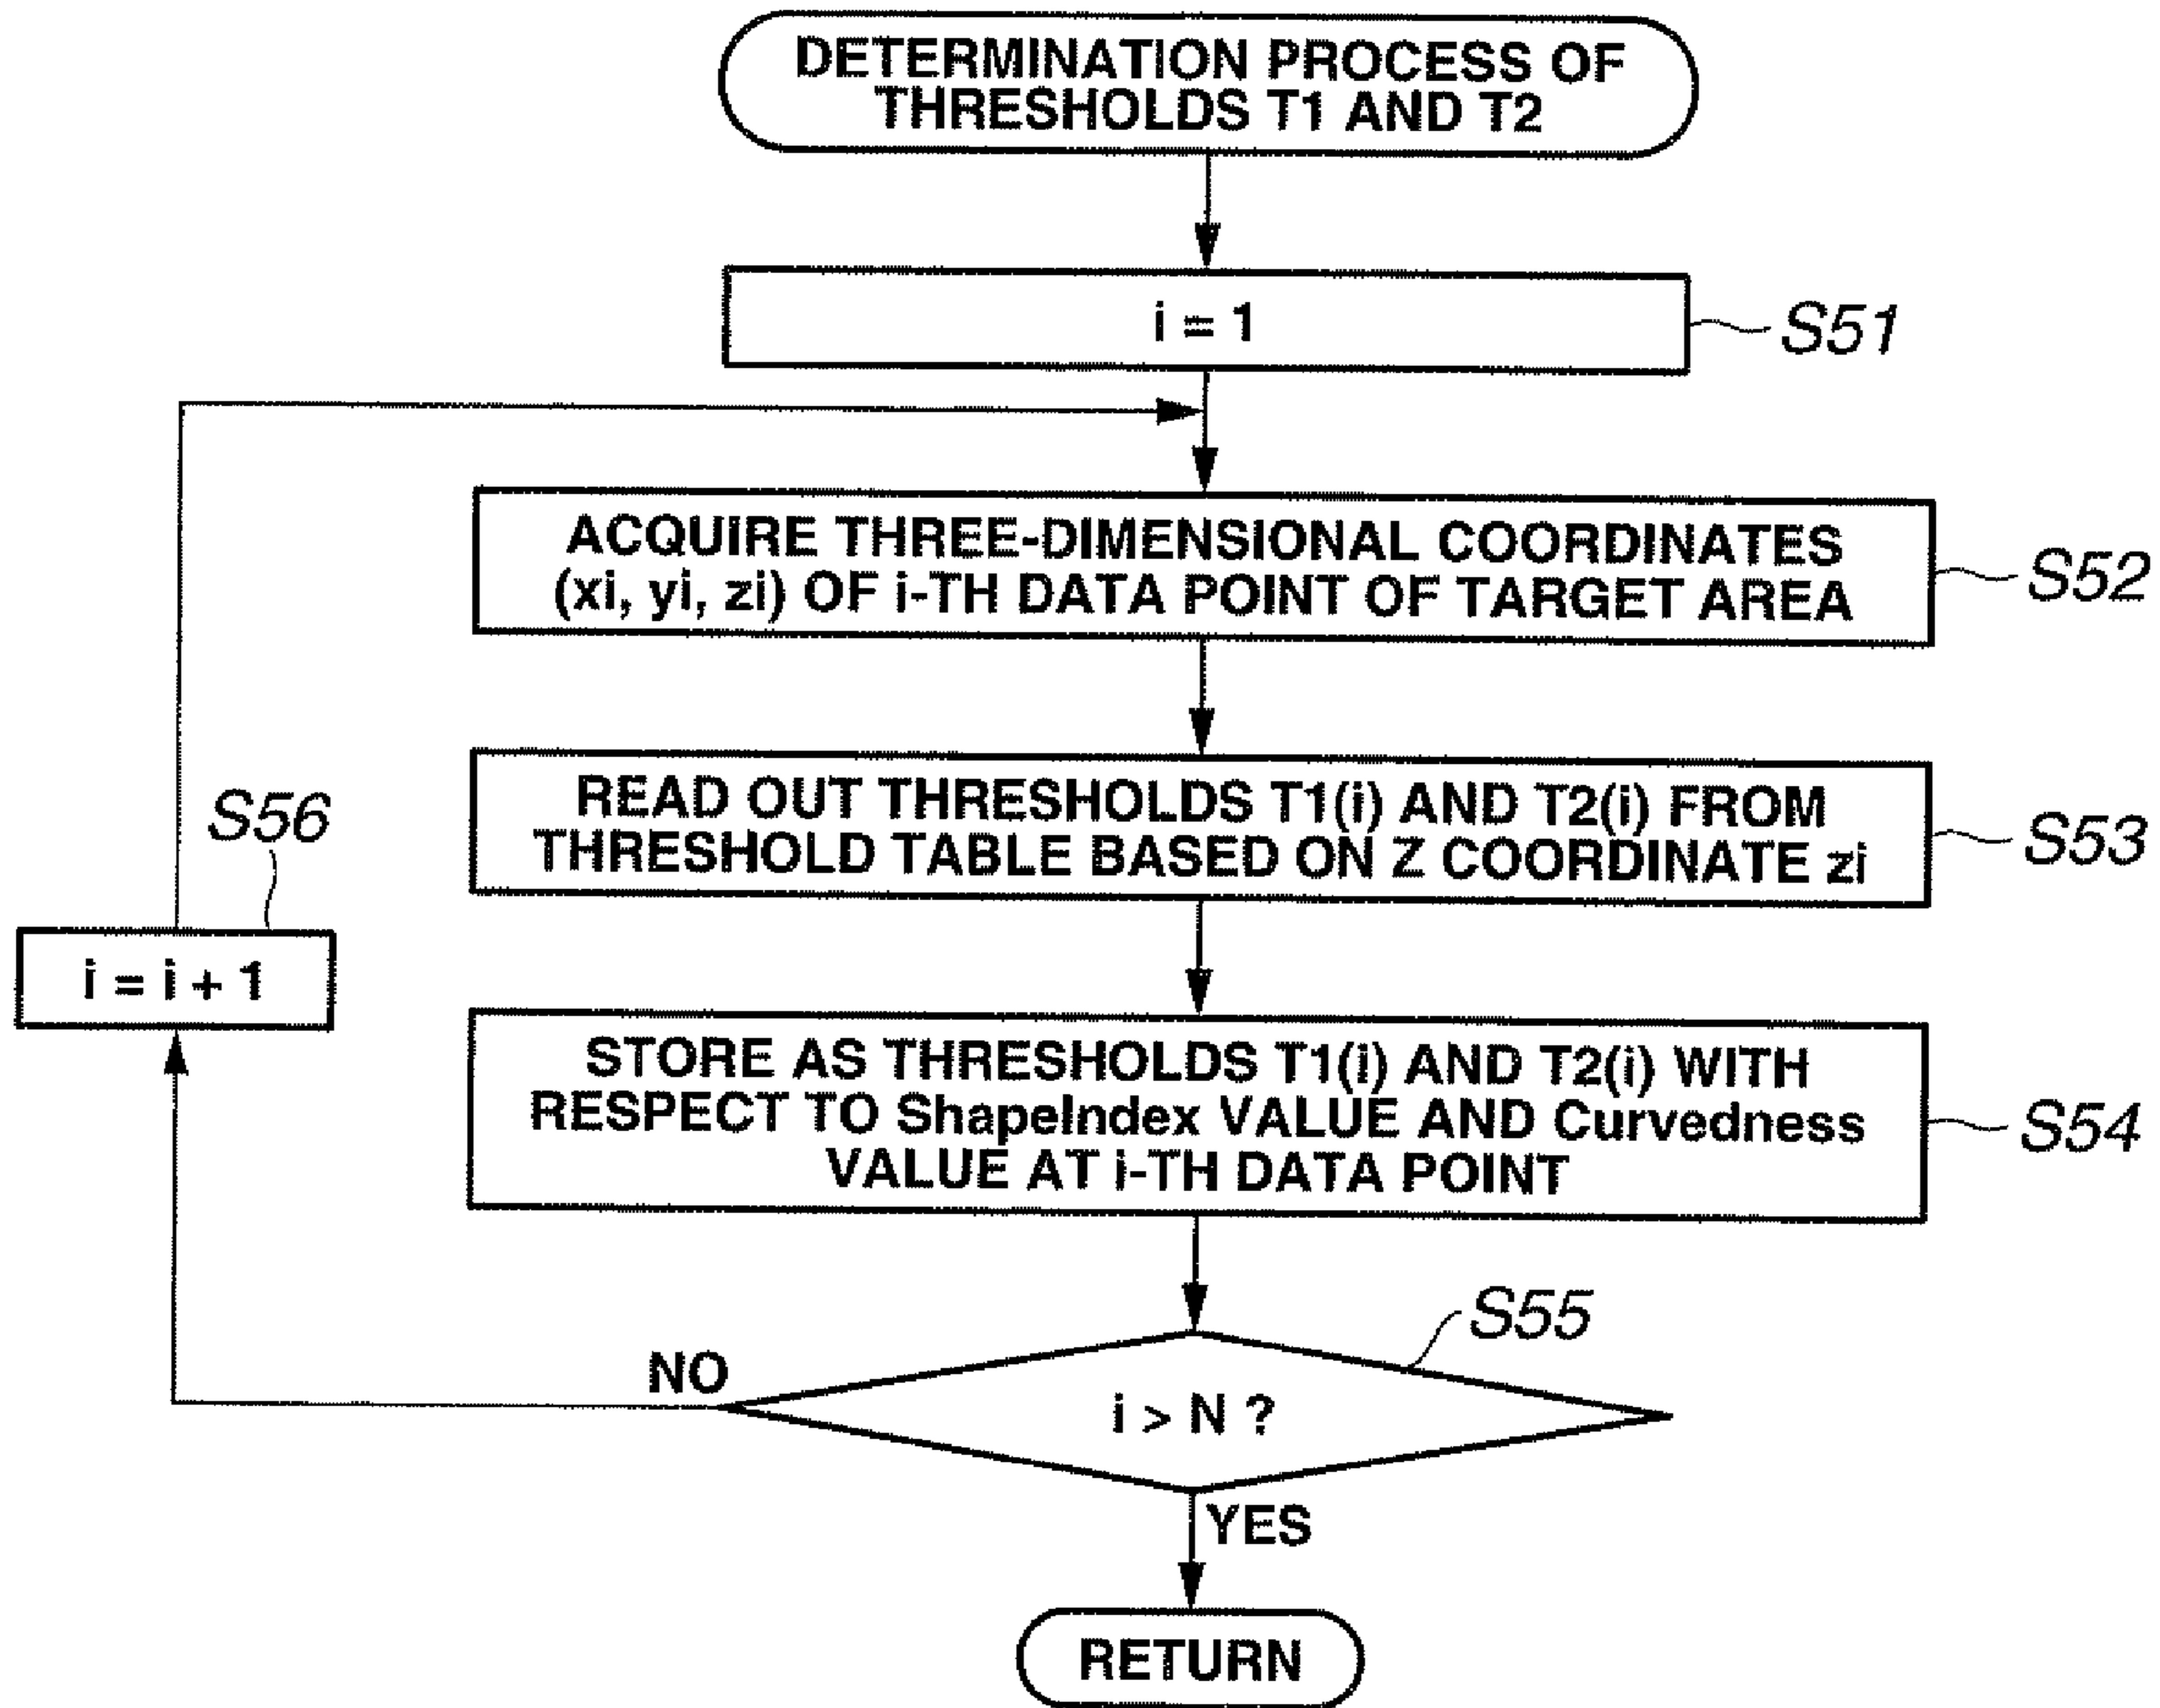 DETERMINATION PROCESS OF
THRESHOLDS T1 AND T2
i = 1
S51
ACQUIRE THREE-DIMENSIONAL COORDINATES
(xi, yi, zi) OF i-TH DATA POINT OF TARGET AREA
S52
READ OUT THRESHOLDS T1(i) AND T2(i) FROM
THRESHOLD TABLE BASED ON Z COORDINATE zi
S53
S56
i = i + 1
STORE AS THRESHOLDS T1(i) AND T2(i) WITH
RESPECT TO ShapeIndex VALUE AND Curvedness
VALUE AT i-TH DATA POINT
S54
S55
NO
i > N ?
YES
RETURN